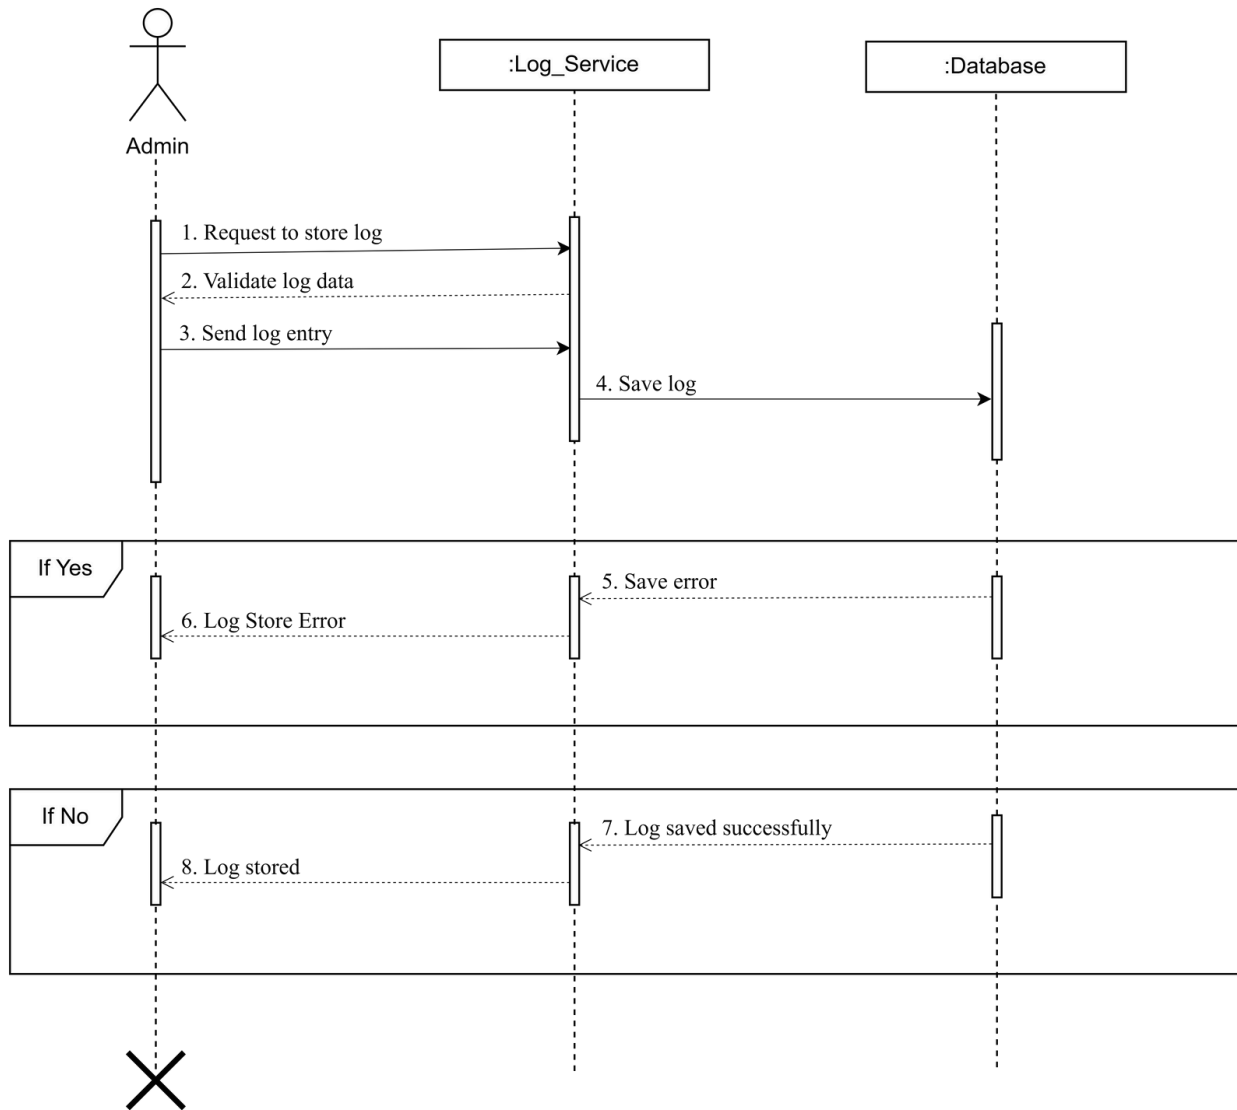 :Log_Service
:Database
Admin
1. Request to store log
2. Validate log data
3. Send log entry
4. Save log
If Yes
5. Save error
6. Log Store Error
If No
7. Log saved successfully
8. Log stored